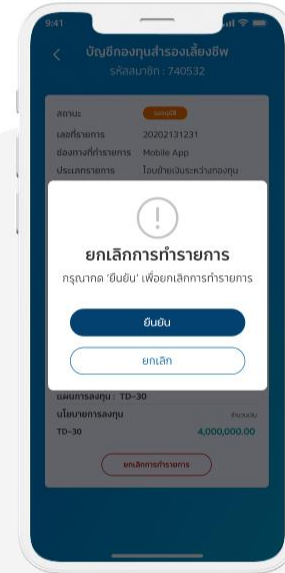 9:41
บัญชีกองทุนสำรองเลี้ยงชีพ
รหัสสมาชิก : 740532
สถานะ
รออนุมัติ
เลขที่รายการ 20202131231
ช่องทางที่ทำรายการ Mobile App
ประเภทรายการ โอนย้ายเงินระหว่างกองทุน
ยกเลิกการทำรายการ
กรุณากด ‘ยืนยัน’ เพื่อยกเลิกการทำรายการ
ยืนยัน
ยกเลิก
แผนการลงทุน : TD-30
นโยบายการลงทุน จำนวนเงิน
TD-30 4,000,000.00
ยกเลิกการทำรายการ